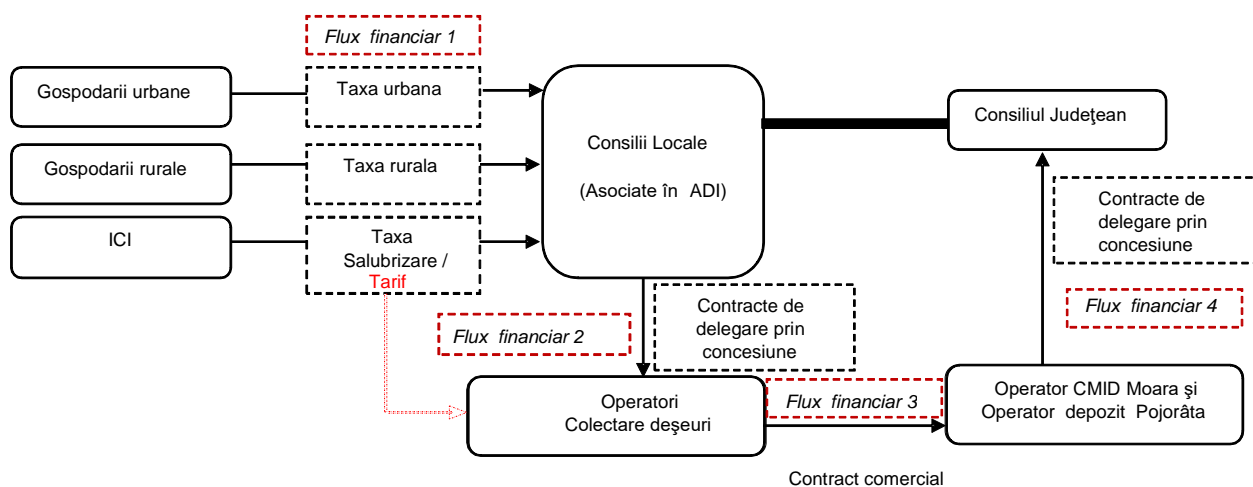 Flux financiar 1
Gospodarii urbane
Taxa urbana
Gospodarii rurale
Taxa rurala
ICI
Taxa
Salubrizare /
Tarif
Consilii Locale
(Asociate în ADI)
Consiliul Judeţean
Contracte de
delegare prin
concesiune
Flux financiar 2
Contracte de
delegare prin
concesiune
Flux financiar 4
Operatori
Colectare deşeuri
Flux financiar 3
Operator CMID Moara şi
Operator depozit Pojorâta
Contract comercial